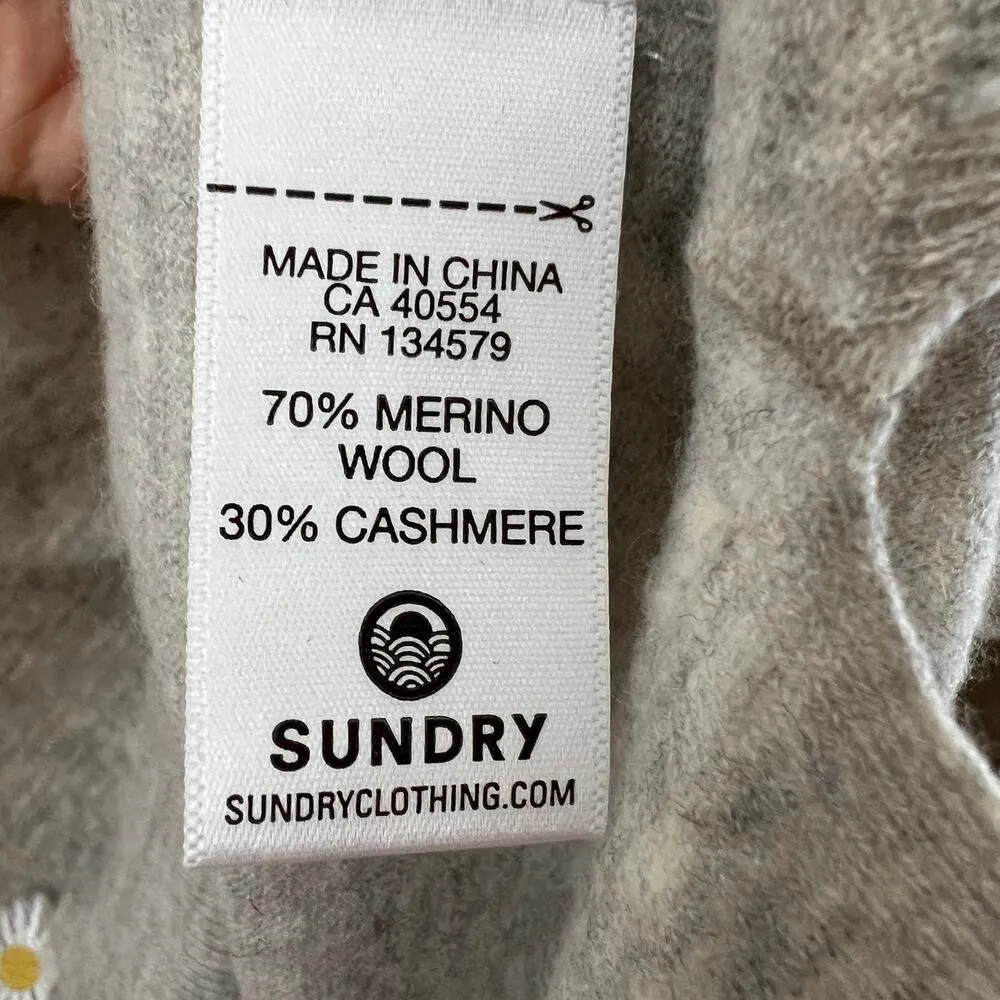 MADE IN CHINA
CA 40554
RN 134579
70% MERINO
WOOL
30% CASHMERE
SUNDRY
SUNDRYCLOTHING.COM